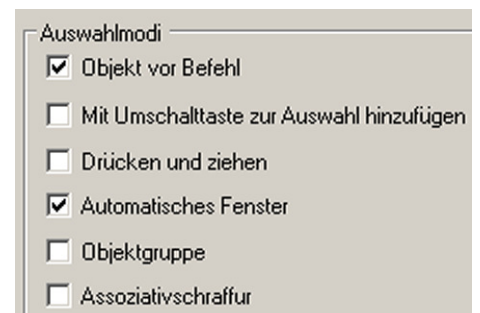 Auswahlmodi
Objekt vor Befehl
Mit Umschalttaste zur Auswahl hinzufügen
Drücken und ziehen
Automatisches Fenster
Objektgruppe
Assoziativschraffur